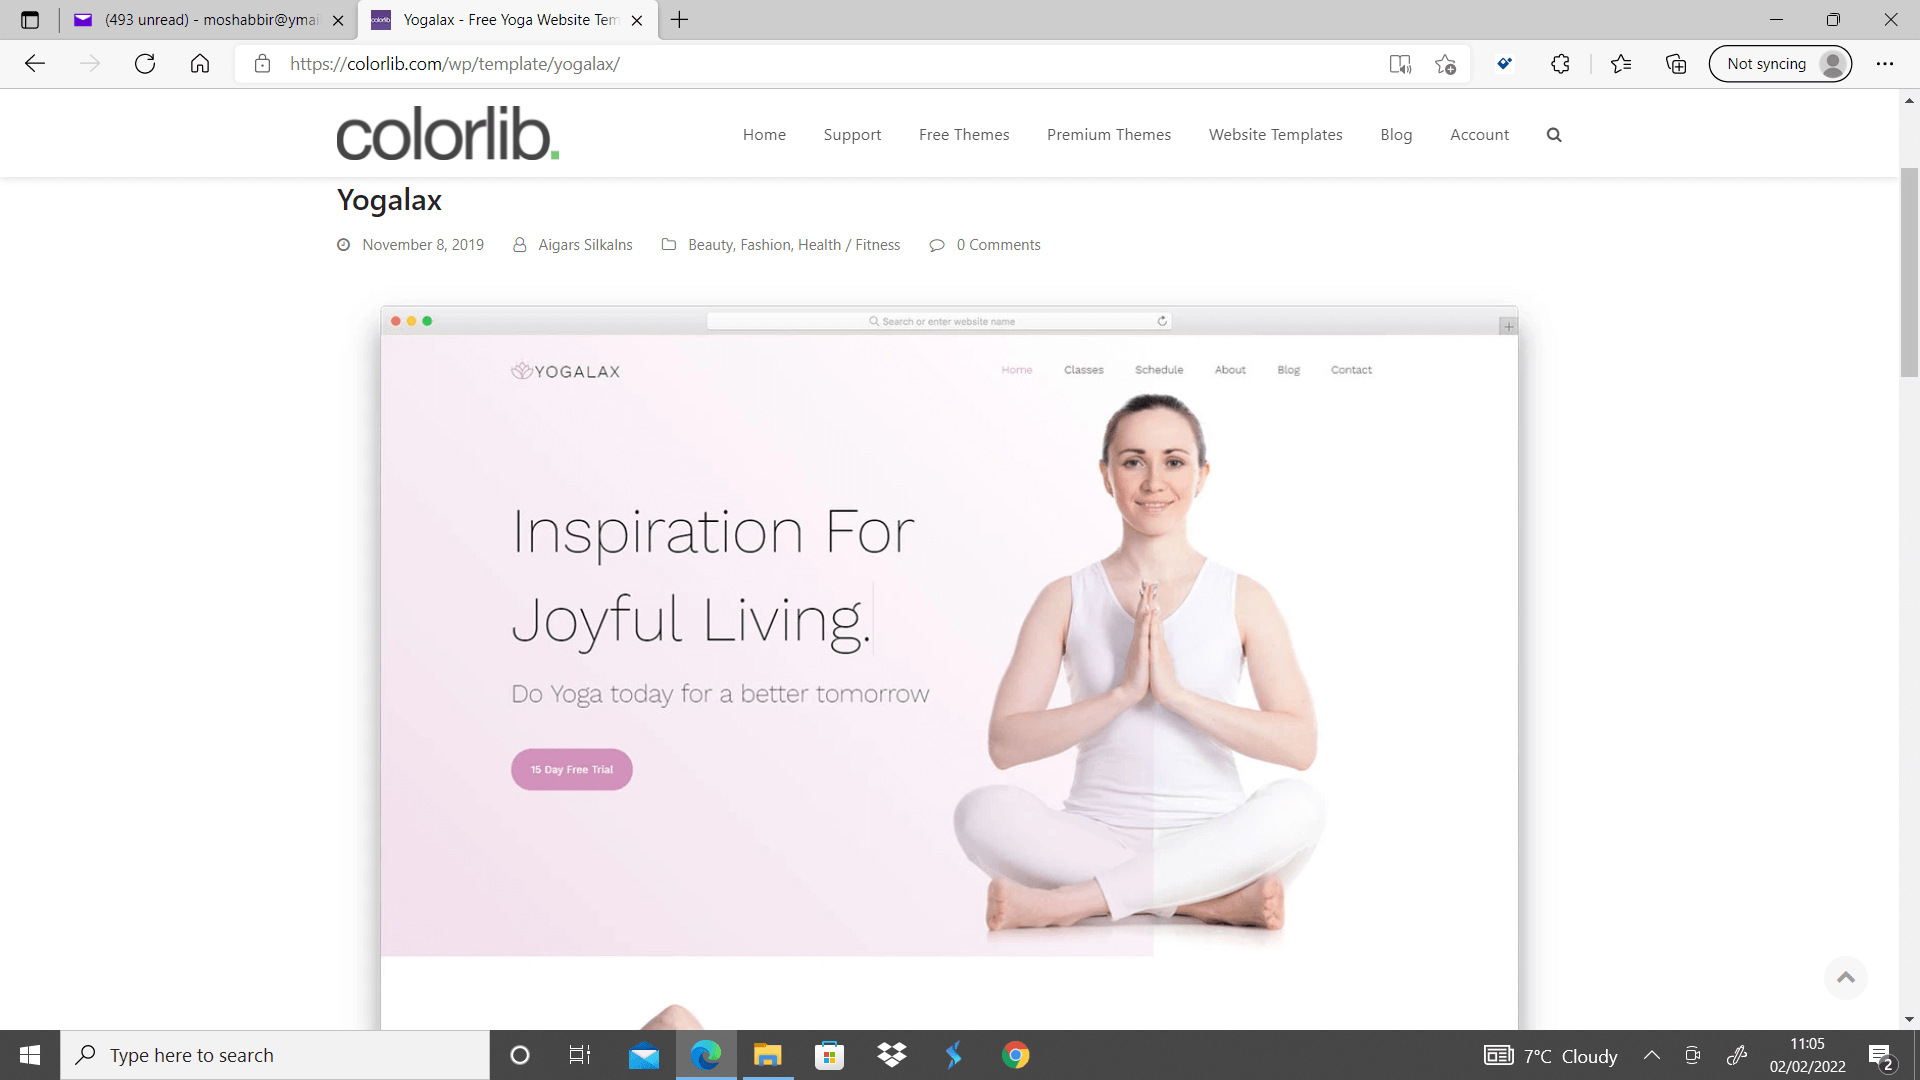 (493 unread) - moshabbir@ymai
Yogalax - Free Yoga Website Tem
https://colorlib.com/wp/template/yogalax/
Not syncing
colorlib.
Home Support Free Themes Premium Themes Website Templates Blog Account
Yogalax
November 8, 2019 Aigars Silkalns Beauty, Fashion, Health / Fitness 0 Comments
Search or enter website name
YOGALAX
Home Classes Schedule About Blog Contact
Inspiration For
Joyful Living.
Do Yoga today for a better tomorrow
15 Day Free Trial
Type here to search
7°C Cloudy
11:05
02/02/2022
2